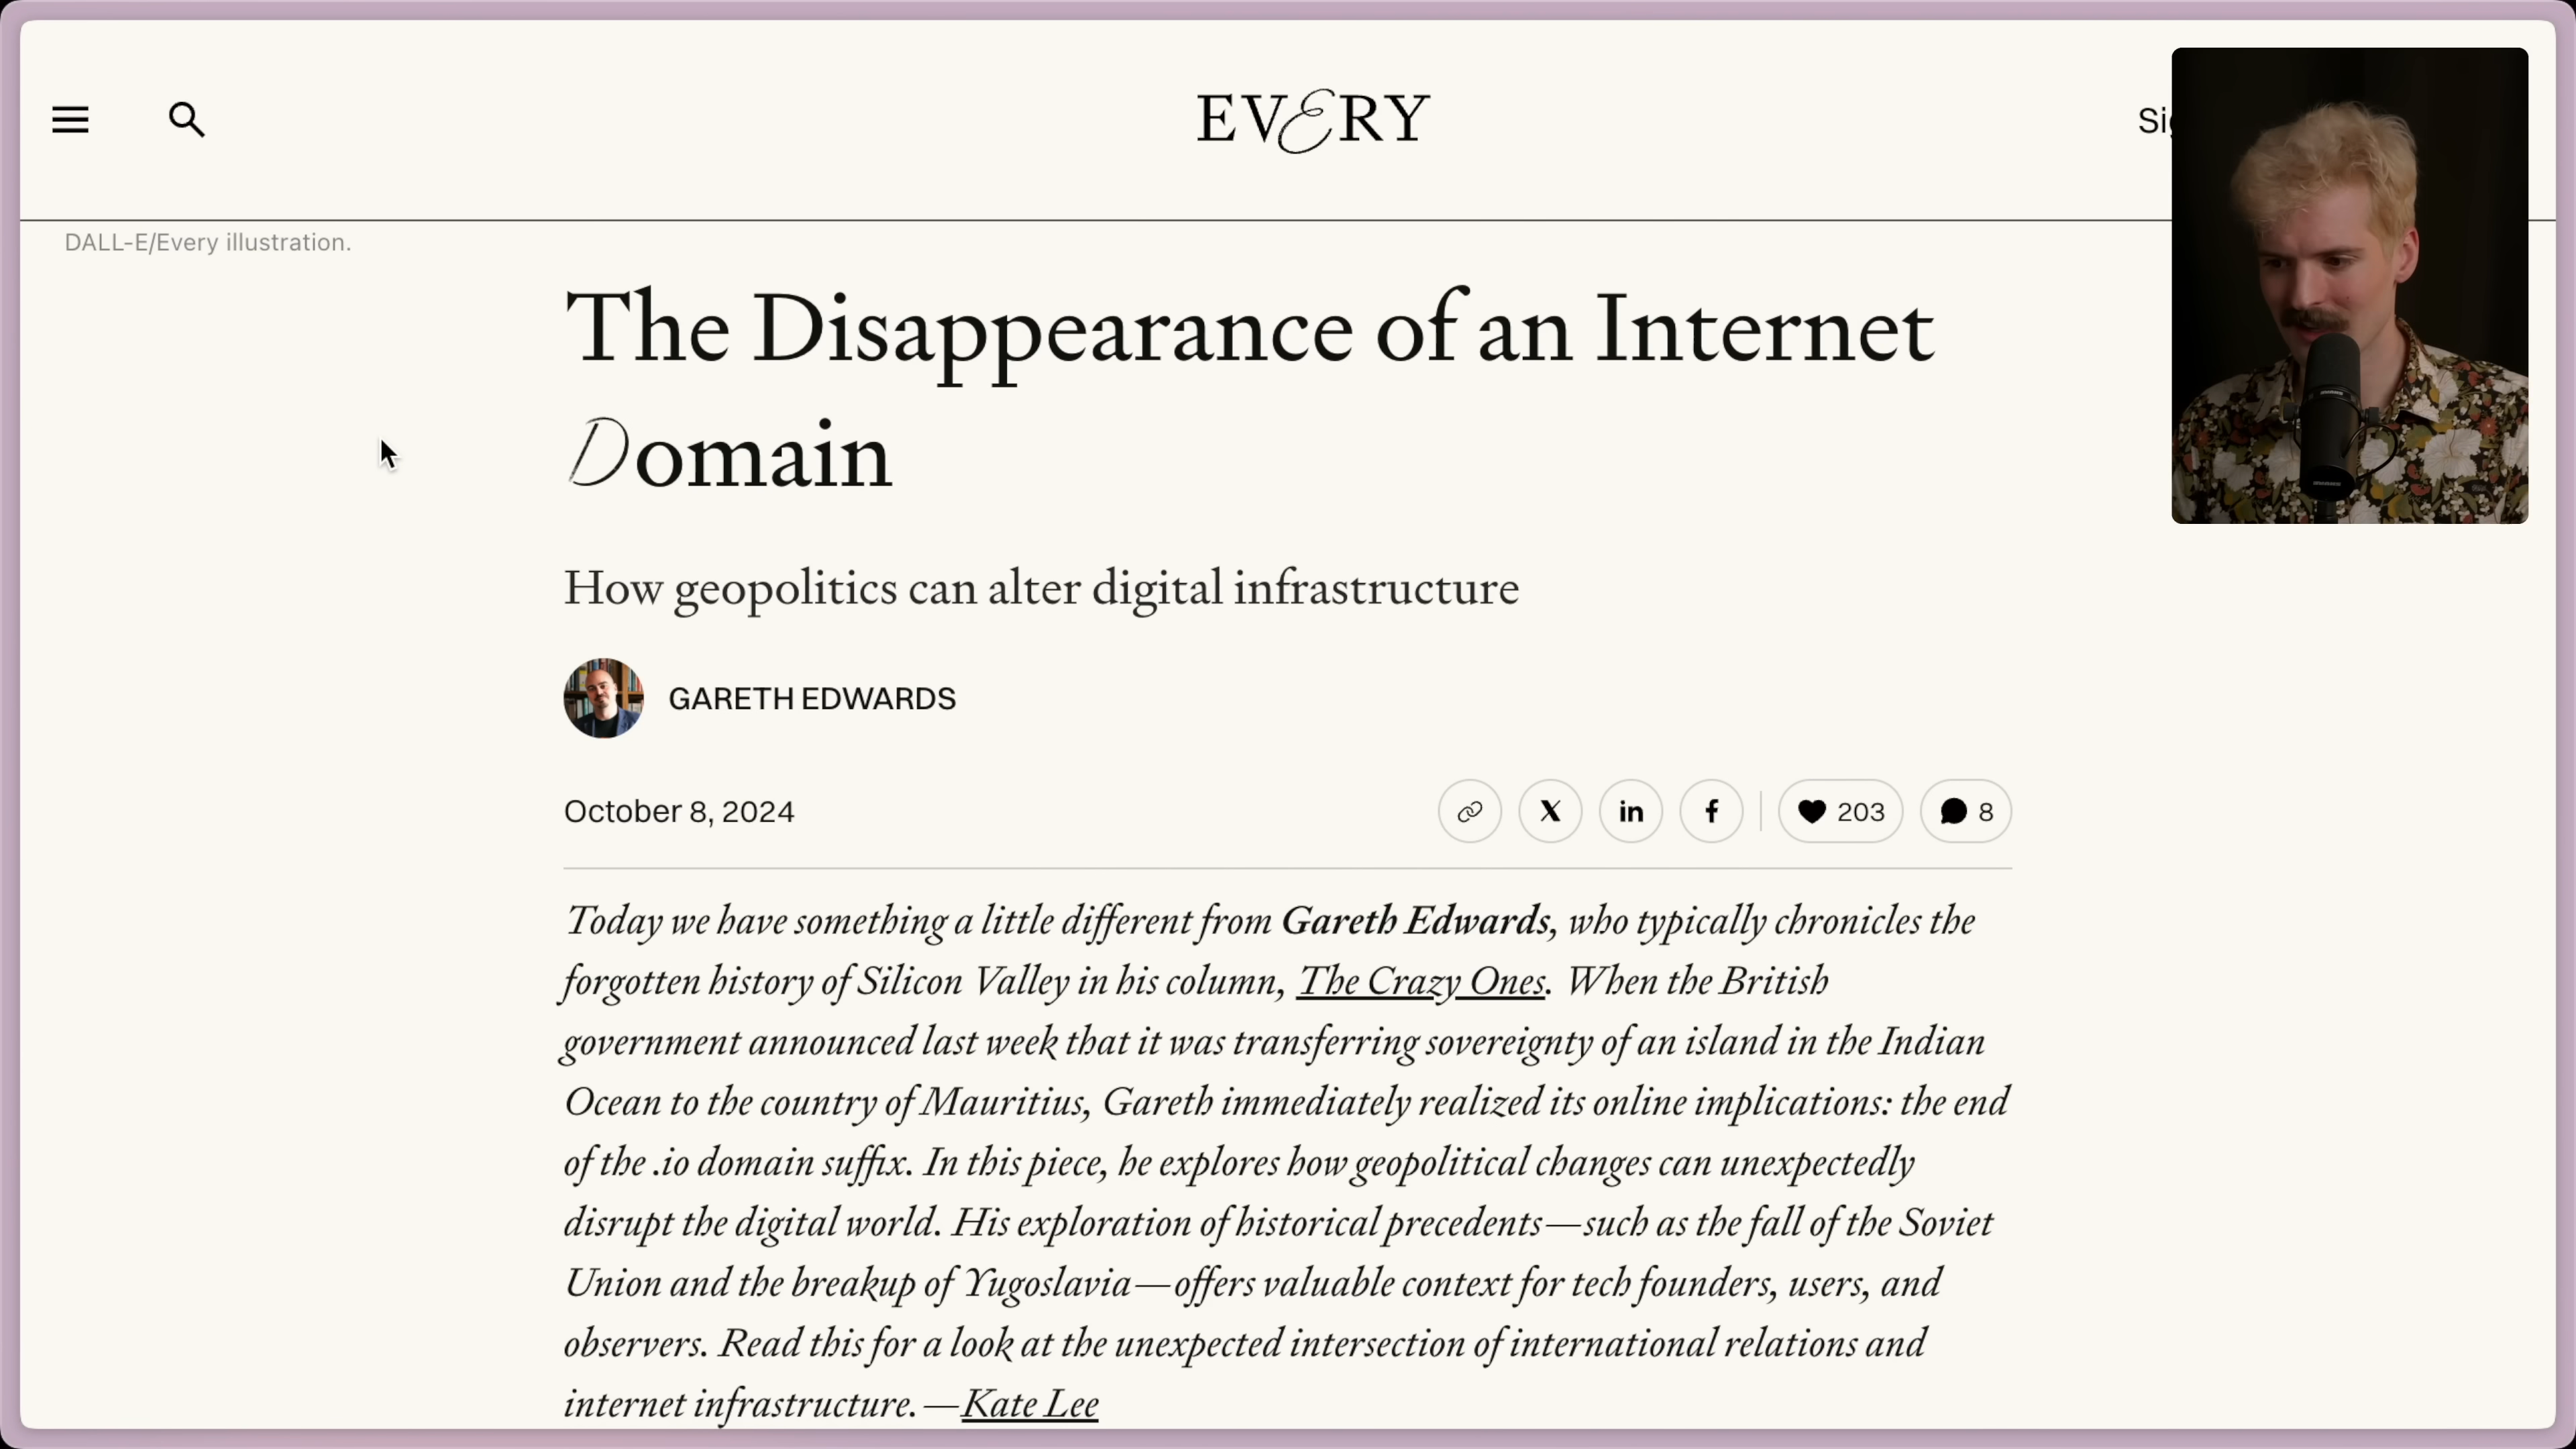 EVERY
Sig
DALL-E/Every illustration.
The Disappearance of an Internet
Domain
How geopolitics can alter digital infrastructure
GARETH EDWARDS
October 8, 2024
203
8
Today we have something a little different from Gareth Edwards, who typically chronicles the
forgotten history of Silicon Valley in his column, The Crazy Ones. When the British
government announced last week that it was transferring sovereignty of an island in the Indian
Ocean to the country of Mauritius, Gareth immediately realized its online implications: the end
of the .io domain suffix. In this piece, he explores how geopolitical changes can unexpectedly
disrupt the digital world. His exploration of historical precedents—such as the fall of the Soviet
Union and the breakup of Yugoslavia—offers valuable context for tech founders, users, and
observers. Read this for a look at the unexpected intersection of international relations and
internet infrastructure.—Kate Lee